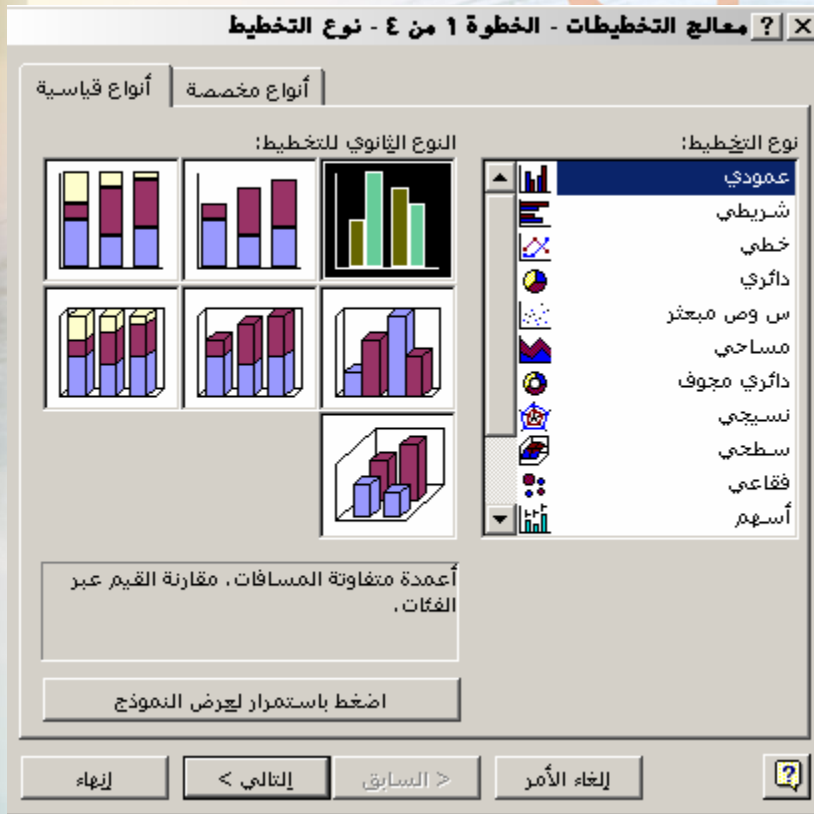 معالج التخطيطات - الخطوة ١ من ٤ - نوع التخطيط
أنواع قياسية
أنواع مخصصة
نوع التخطيط:
عمودي
شريطي
خطي
دائري
س وص مبعثر
مساحي
دائري مجوف
نسيجي
سطحي
فقاعي
أسهم
النوع الثانوي للتخطيط:
أعمدة متفاوتة المسافات. مقارنة القيم عبر
الفئات.
اضغط باستمرار لعرض النموذج
إلغاء الأمر
< السابق
التالي >
إنهاء